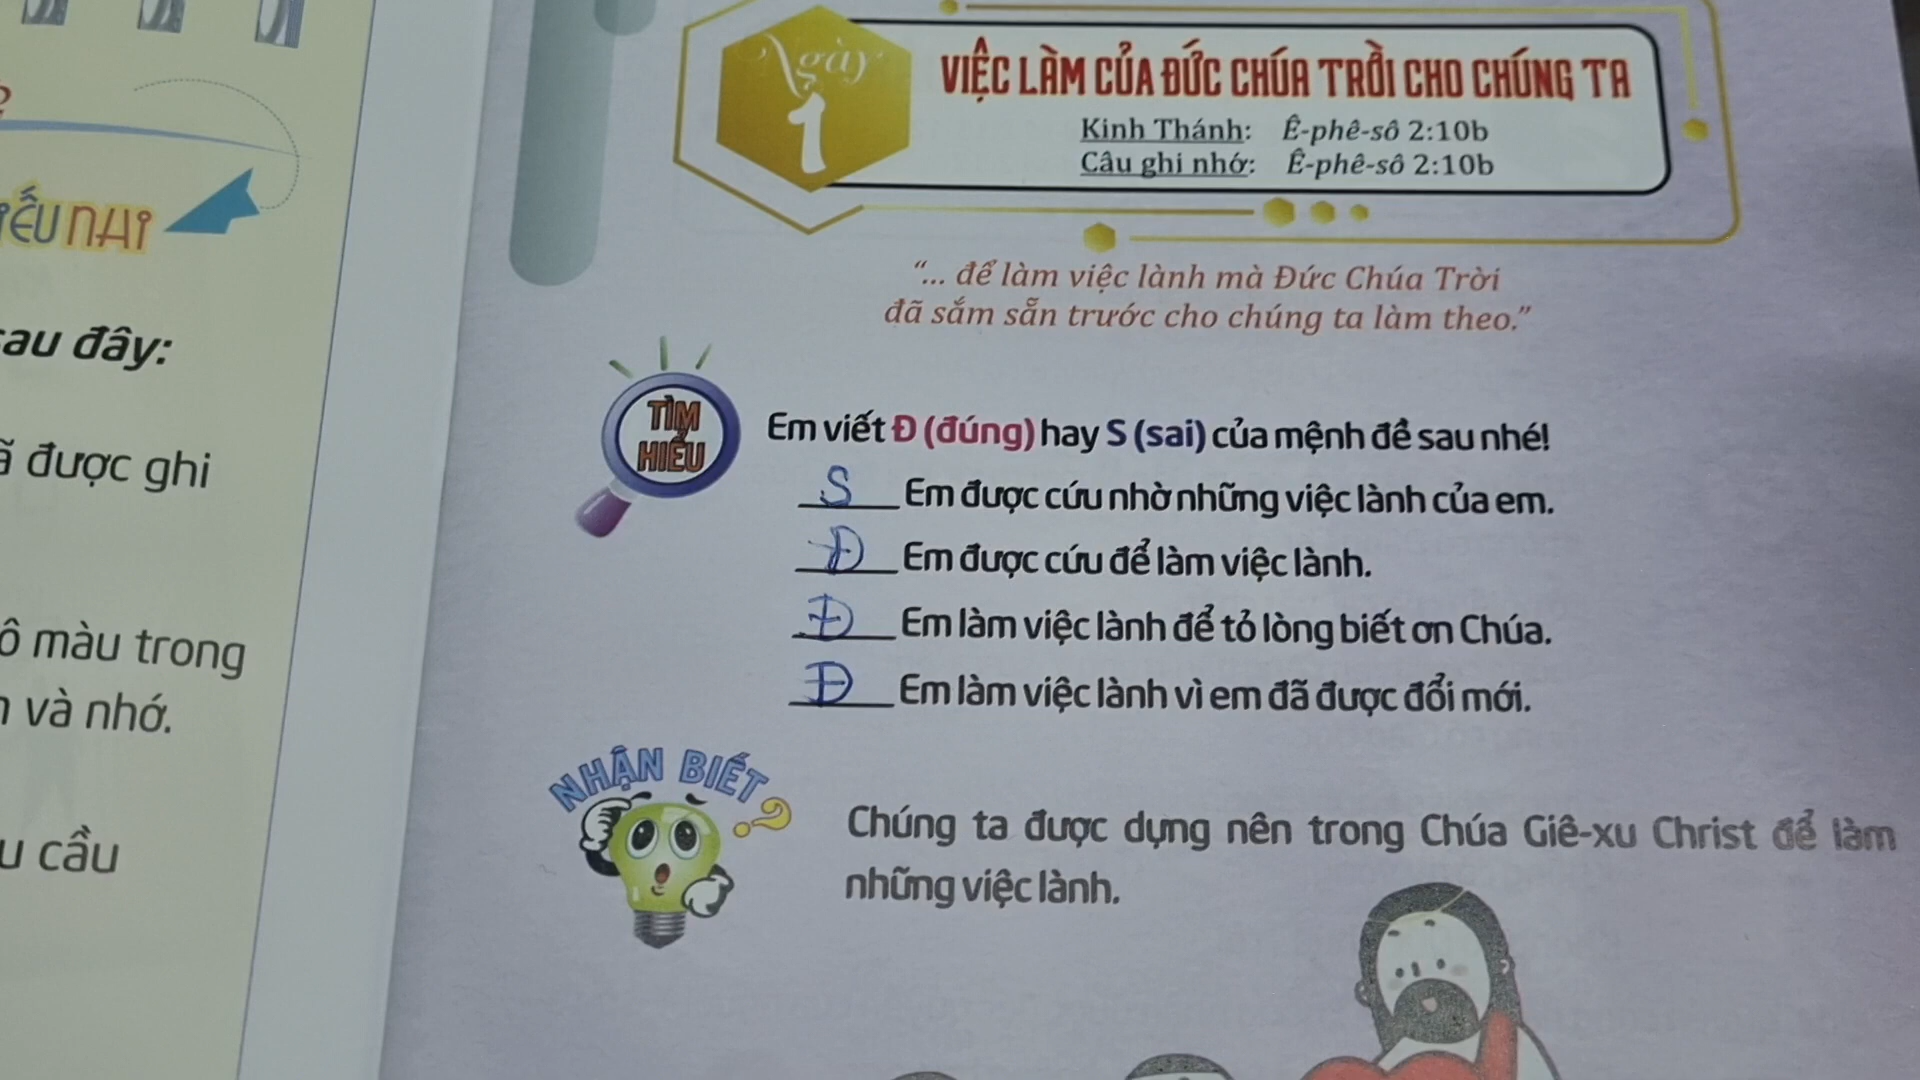 ẾU NẠI
sau đây:
được ghi
ô màu trong
và nhớ.
cầu
Ngày
1
VIỆC LÀM CỦA ĐỨC CHÚA TRỜI CHO CHÚNG TA
Kinh Thánh: Ê-phê-sô 2:10b
Câu ghi nhớ: Ê-phê-sô 2:10b
“... để làm việc lành mà Đức Chúa Trời
đã sắm sẵn trước cho chúng ta làm theo.”
TÌM
HIỂU
Em viết Đ (đúng) hay S (sai) của mệnh đề sau nhé!
S Em được cứu nhờ những việc lành của em.
Đ Em được cứu để làm việc lành.
Đ Em làm việc lành để tỏ lòng biết ơn Chúa.
Đ Em làm việc lành vì em đã được đổi mới.
NHẬN BIẾT ?
Chúng ta được dựng nên trong Chúa Giê-xu Christ để làm
những việc lành.